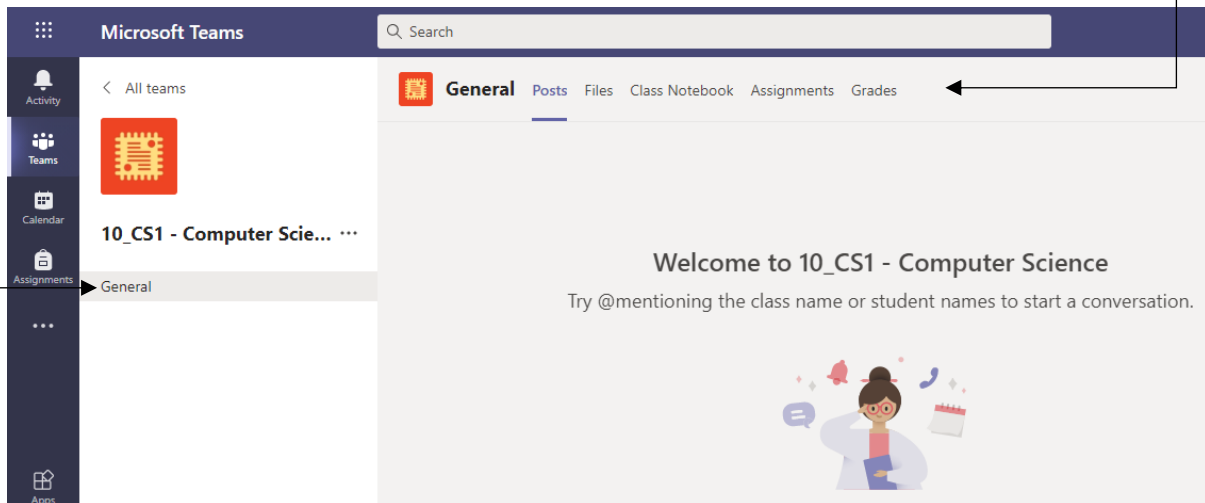 Microsoft Teams
Search
Activity
Teams
Calendar
Assignments
Apps
All teams
10_CS1 - Computer Scie... ...
General
General Posts Files Class Notebook Assignments Grades
Welcome to 10_CS1 - Computer Science
Try @mentioning the class name or student names to start a conversation.